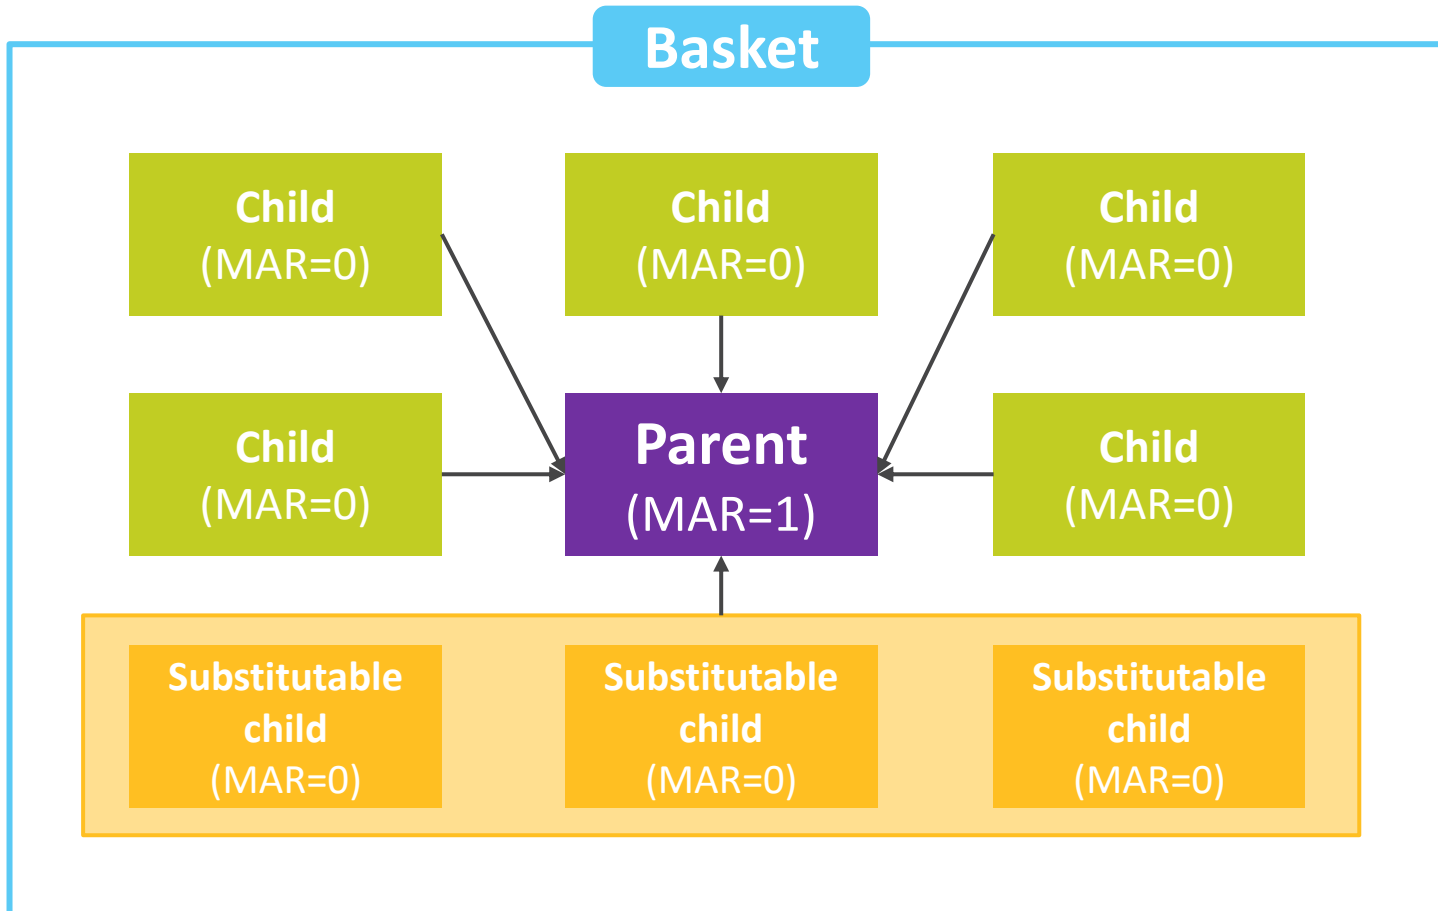 Basket
Child
(MAR=0)
Child
(MAR=0)
Child
(MAR=0)
Child
(MAR=0)
Parent
(MAR=1)
Child
(MAR=0)
Substitutable
child
(MAR=0)
Substitutable
child
(MAR=0)
Substitutable
child
(MAR=0)